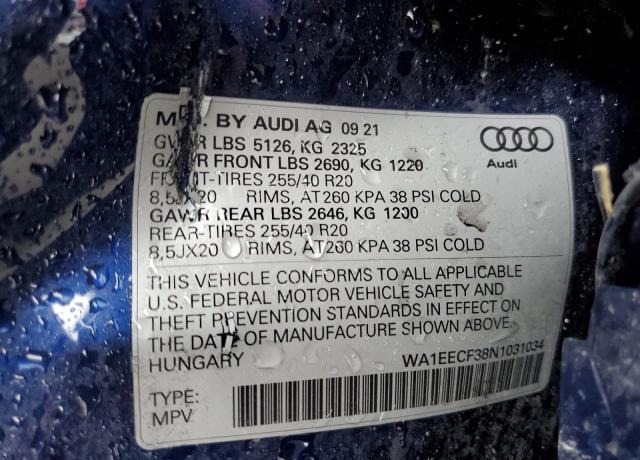 MFD. BY AUDI AG 09 21
GVWR LBS 5126, KG 2325
GAWR FRONT LBS 2690, KG 1220
FRONT-TIRES 255/40 R20
8,5JX20 RIMS, AT 260 KPA 38 PSI COLD
GAWR REAR LBS 2646, KG 1200
REAR-TIRES 255/40 R20
8,5JX20 RIMS, AT 260 KPA 38 PSI COLD
Audi
THIS VEHICLE CONFORMS TO ALL APPLICABLE
U.S. FEDERAL MOTOR VEHICLE SAFETY AND
THEFT PREVENTION STANDARDS IN EFFECT ON
THE DATE OF MANUFACTURE SHOWN ABOVE.
HUNGARY
WA1EECF38N1031034
TYPE:
MPV